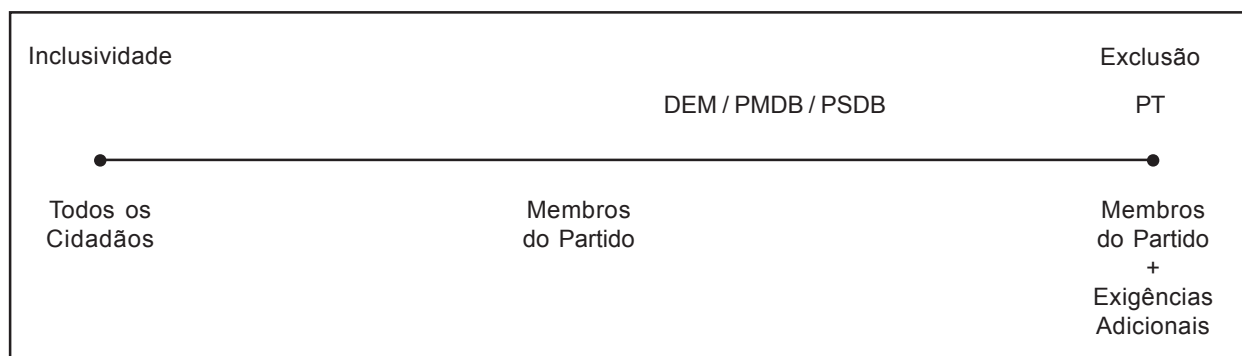 Inclusividade
Exclusão
DEM / PMDB / PSDB
PT
Todos os
Cidadãos
Membros
do Partido
Membros
do Partido
+
Exigências
Adicionais